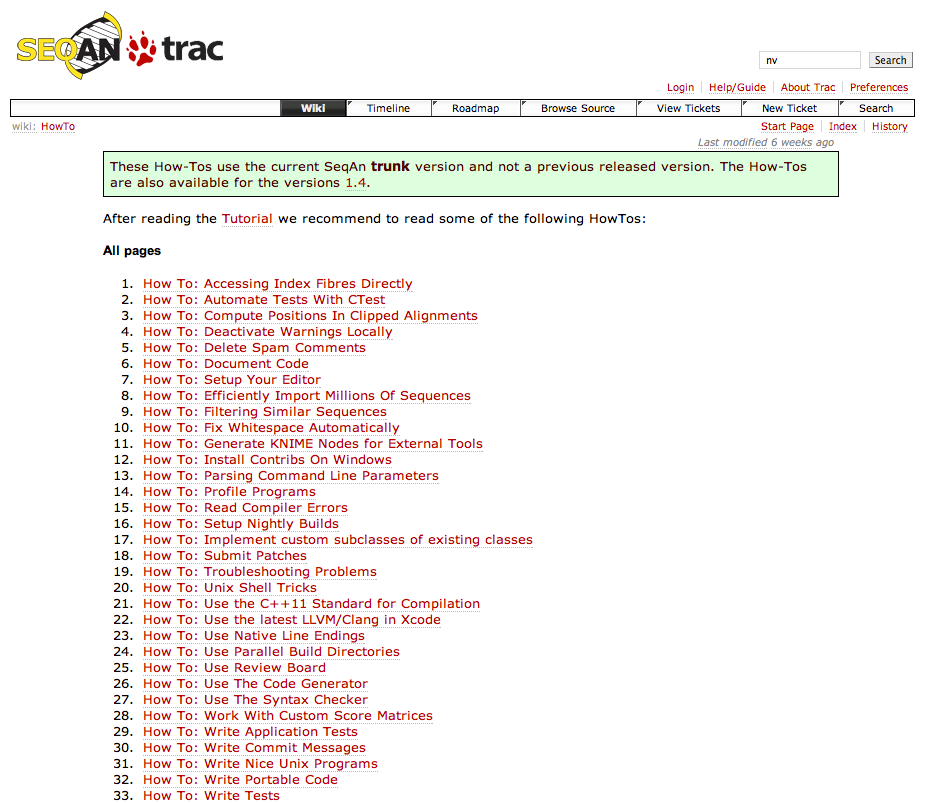 SEQAN trac
nv Search
Login Help/Guide About Trac Preferences
Wiki Timeline Roadmap Browse Source View Tickets New Ticket Search
wiki: HowTo Start Page Index History
Last modified 6 weeks ago
These How-Tos use the current SeqAn trunk version and not a previous released version. The How-Tos
are also available for the versions 1.4.
After reading the Tutorial we recommend to read some of the following HowTos:
All pages
1. How To: Accessing Index Fibres Directly
2. How To: Automate Tests With CTest
3. How To: Compute Positions In Clipped Alignments
4. How To: Deactivate Warnings Locally
5. How To: Delete Spam Comments
6. How To: Document Code
7. How To: Setup Your Editor
8. How To: Efficiently Import Millions Of Sequences
9. How To: Filtering Similar Sequences
10. How To: Fix Whitespace Automatically
11. How To: Generate KNIME Nodes for External Tools
12. How To: Install Contribs On Windows
13. How To: Parsing Command Line Parameters
14. How To: Profile Programs
15. How To: Read Compiler Errors
16. How To: Setup Nightly Builds
17. How To: Implement custom subclasses of existing classes
18. How To: Submit Patches
19. How To: Troubleshooting Problems
20. How To: Unix Shell Tricks
21. How To: Use the C++11 Standard for Compilation
22. How To: Use the latest LLVM/Clang in Xcode
23. How To: Use Native Line Endings
24. How To: Use Parallel Build Directories
25. How To: Use Review Board
26. How To: Use The Code Generator
27. How To: Use The Syntax Checker
28. How To: Work With Custom Score Matrices
29. How To: Write Application Tests
30. How To: Write Commit Messages
31. How To: Write Nice Unix Programs
32. How To: Write Portable Code
33. How To: Write Tests